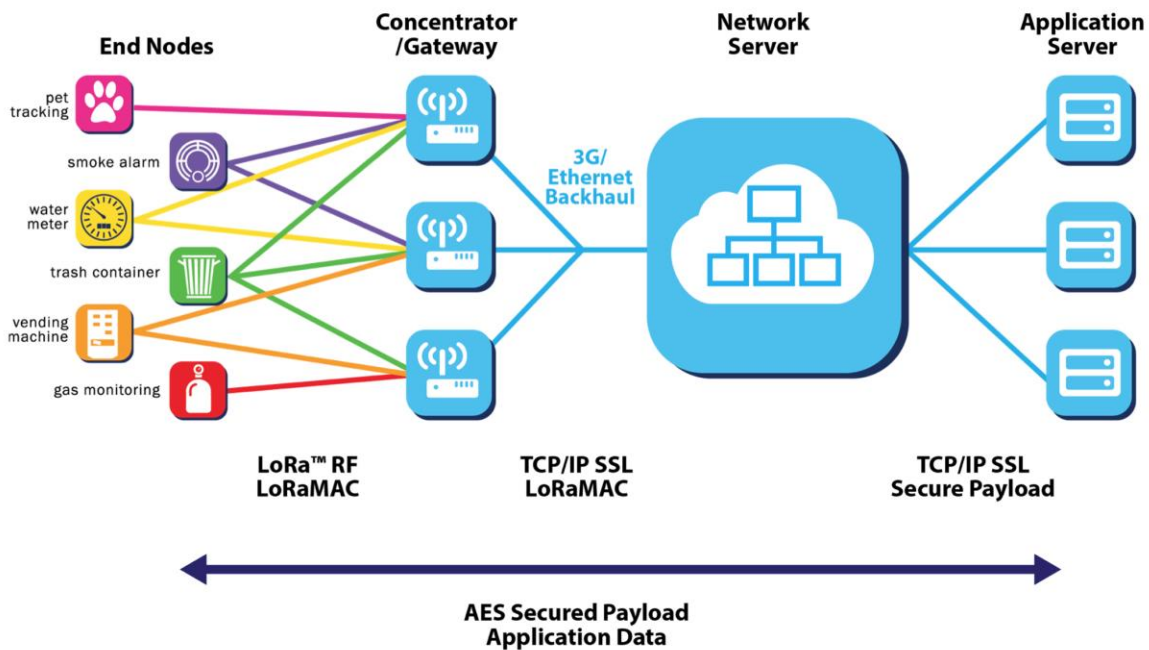 End Nodes
Concentrator
/Gateway
Network
Server
Application
Server
pet
tracking
smoke alarm
water
meter
trash container
vending
machine
gas monitoring
3G/
Ethernet
Backhaul
LoRa™ RF
LoRaMAC
TCP/IP SSL
LoRaMAC
TCP/IP SSL
Secure Payload
AES Secured Payload
Application Data